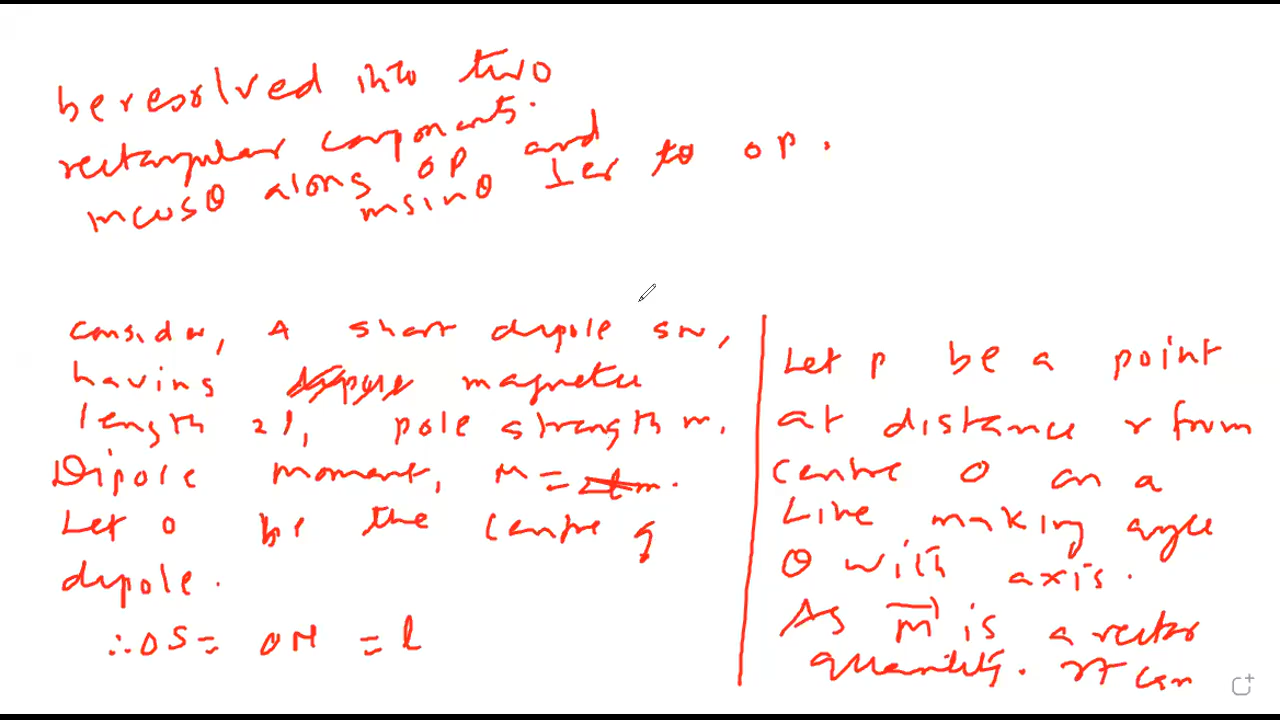 be resolved into two
rectangular components.
mcosθ along OP and
msinθ ⊥er to OP.
Consider, A short dipole SN,
having magnetic
length 2l, pole strength m.
Dipole moment, M =
Let O be the centre of
dipole.
∴ OS = ON = l
Let P be a point
at distance r from
centre O on a
Line making angle
θ with axis.
As M⃗ is a vector
quantity. It can